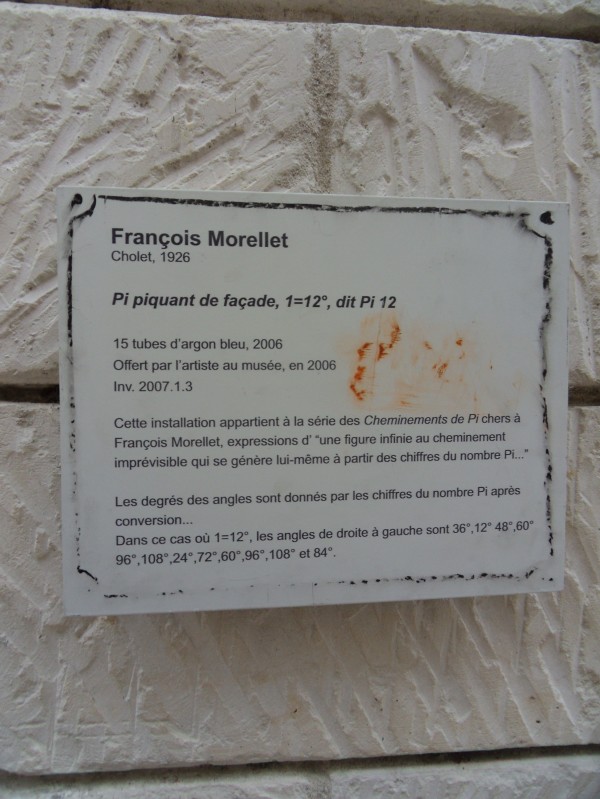 François Morellet
Cholet, 1926
Pi piquant de façade, 1=12°, dit Pi 12
15 tubes d'argon bleu, 2006
Offert par l'artiste au musée, en 2006
Inv. 2007.1.3
Cette installation appartient à la série des Cheminements de Pi chers à
François Morellet, expressions d' "une figure infinie au cheminement
imprévisible qui se génère lui-même à partir des chiffres du nombre Pi..."
Les degrés des angles sont donnés par les chiffres du nombre Pi après
conversion...
Dans ce cas où 1=12°, les angles de droite à gauche sont 36°,12° 48°,60°
96°,108°,24°,72°,60°,96°,108° et 84°.